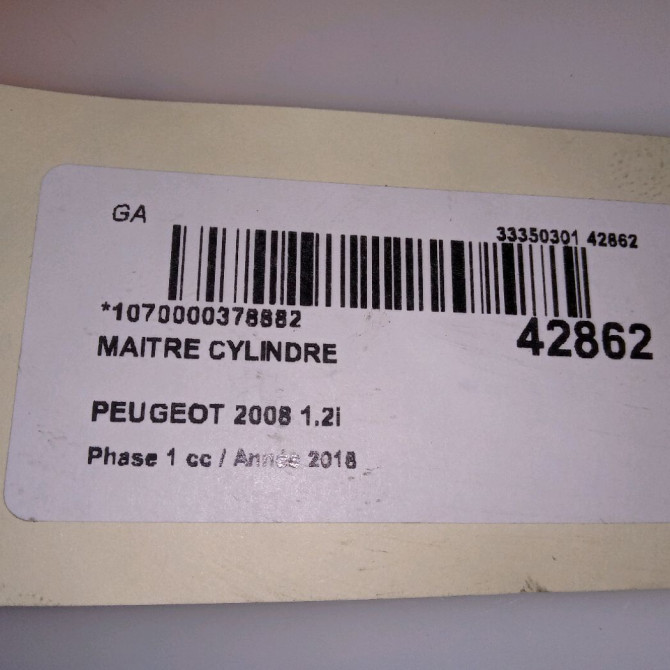 GA
33350301 42862
*1070000378882
42862
MAITRE CYLINDRE
PEUGEOT 2008 1.2i
Phase 1 cc / Année 2018